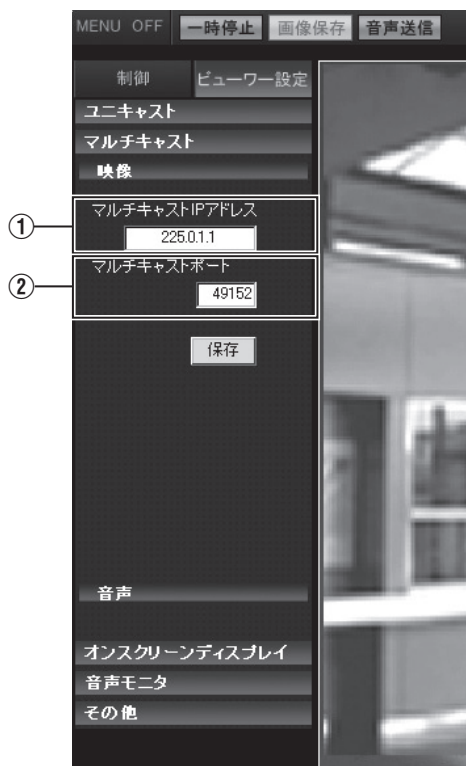 MENU OFF 一時停止 画像保存 音声送信
制御 ビューワー設定
ユニキャスト
マルチキャスト
映像
① マルチキャストIPアドレス
225.0.1.1
② マルチキャストポート
49152
保存
音声
オンスクリーンディスプレイ
音声モニタ
その他